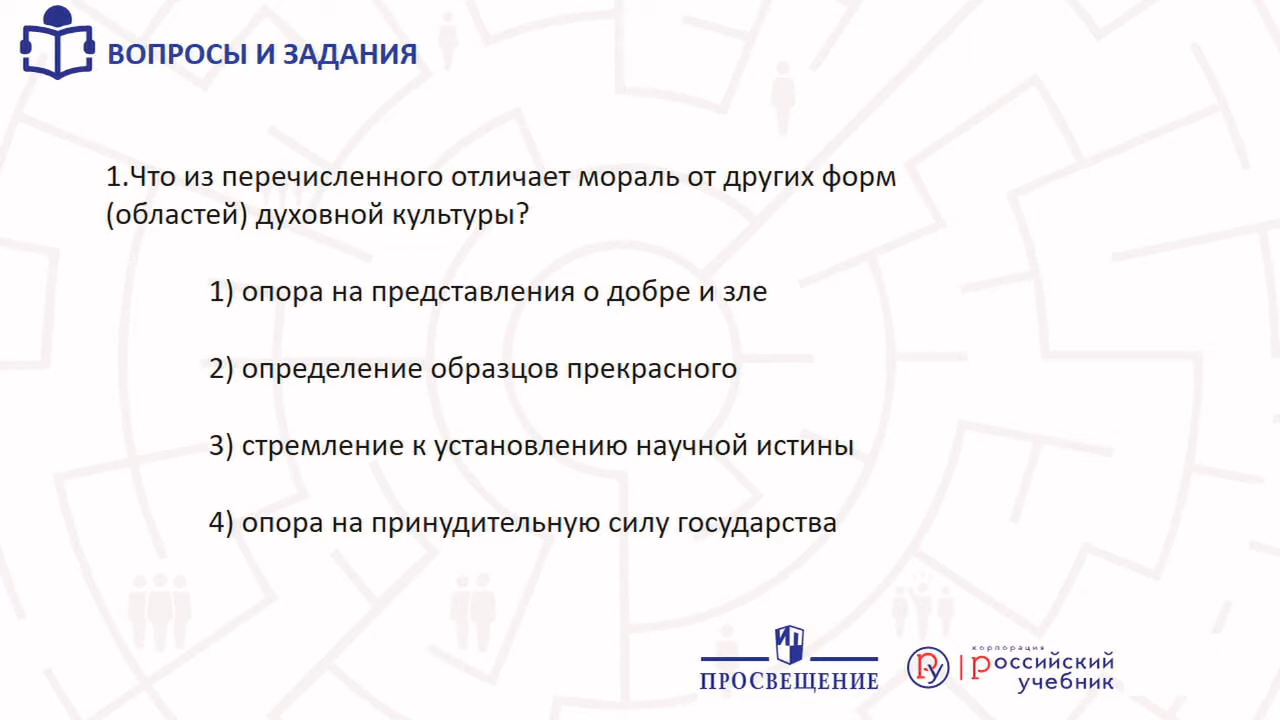 ВОПРОСЫ И ЗАДАНИЯ
1.Что из перечисленного отличает мораль от других форм
(областей) духовной культуры?
1) опора на представления о добре и зле
2) определение образцов прекрасного
3) стремление к установлению научной истины
4) опора на принудительную силу государства
ИП
ПРОСВЕЩЕНИЕ
РУ
корпорация
российский
учебник